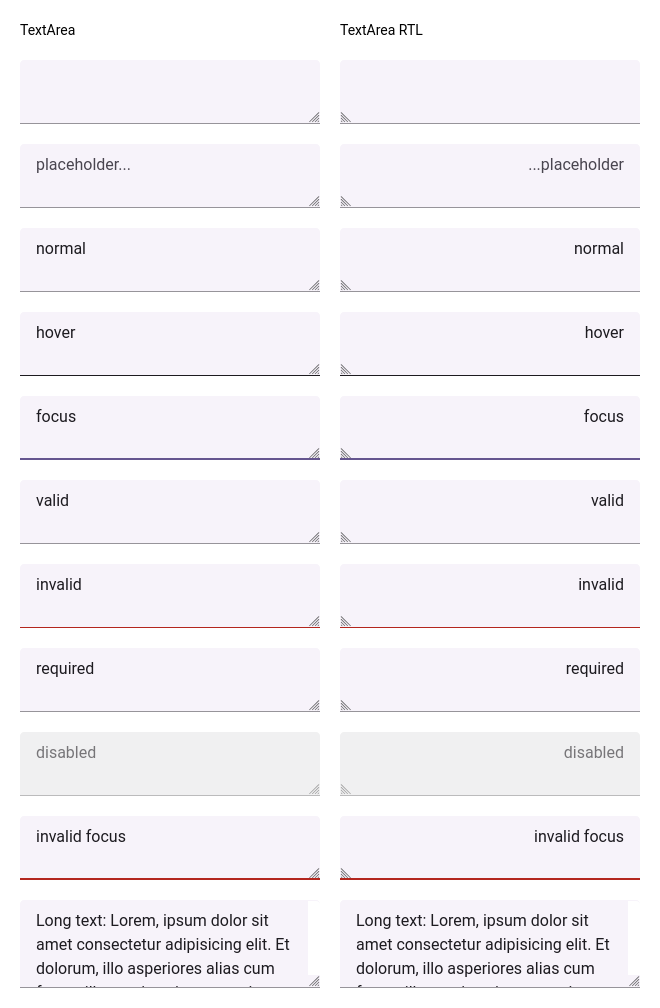 TextArea
TextArea RTL
placeholder...
...placeholder
normal
normal
hover
hover
focus
focus
valid
valid
invalid
invalid
required
required
disabled
disabled
invalid focus
invalid focus
Long text: Lorem, ipsum dolor sit
amet consectetur adipisicing elit. Et
dolorum, illo asperiores alias cum
Long text: Lorem, ipsum dolor sit
amet consectetur adipisicing elit. Et
dolorum, illo asperiores alias cum